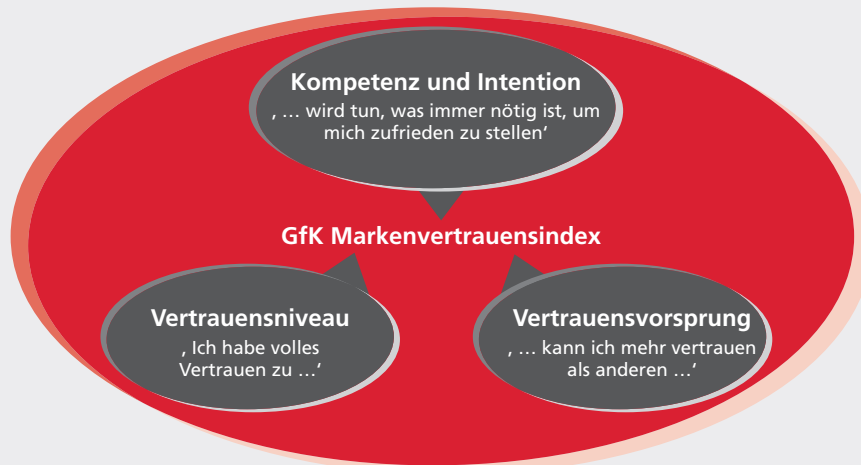 Kompetenz und Intention
‚ … wird tun, was immer nötig ist, um
mich zufrieden zu stellen‘
GfK Markenvertrauensindex
Vertrauensniveau
‚ Ich habe volles
Vertrauen zu …‘
Vertrauensvorsprung
‚ … kann ich mehr vertrauen
als anderen …‘